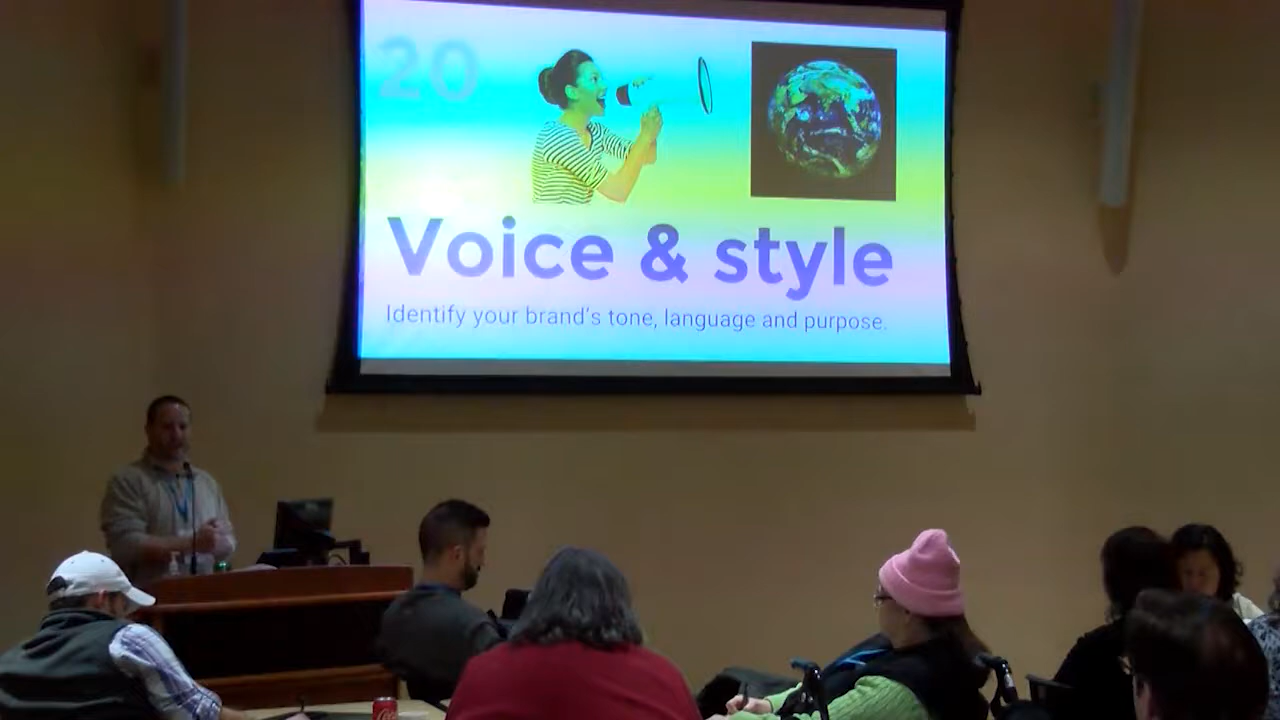 20
Voice & style
Identify your brand's tone, language and purpose.